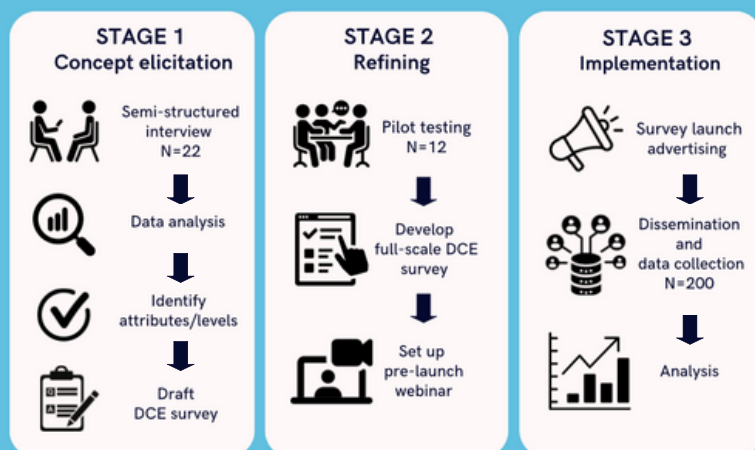 STAGE 1
Concept elicitation
Semi-structured
interview
N=22
Data analysis
Identify
attributes/levels
Draft
DCE survey
STAGE 2
Refining
Pilot testing
N=12
Develop
full-scale DCE
survey
Set up
pre-launch
webinar
STAGE 3
Implementation
Survey launch
advertising
Dissemination
and
data collection
N=200
Analysis